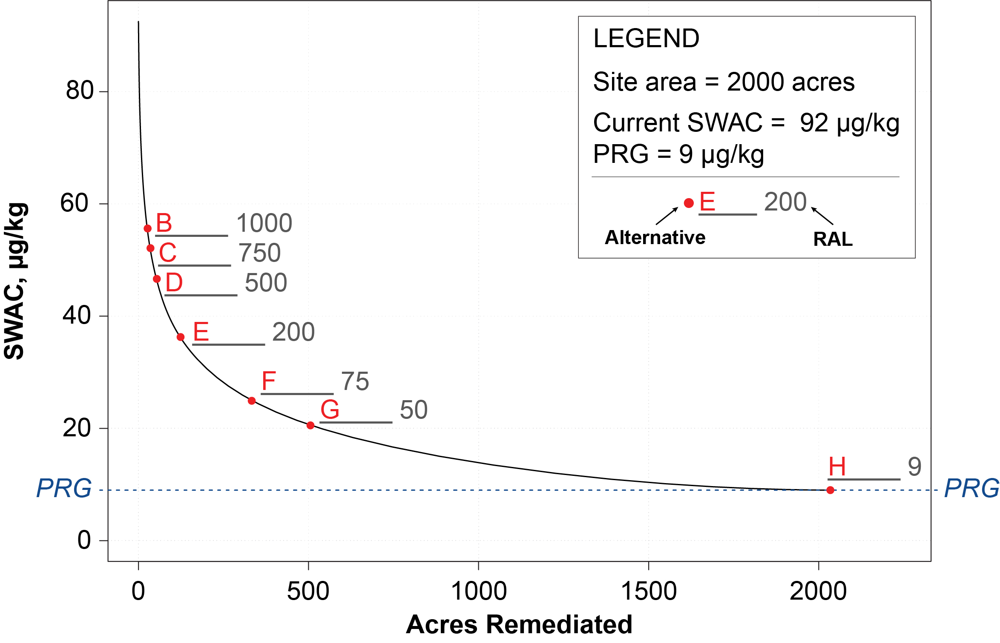 LEGEND
Site area = 2000 acres
Current SWAC = 92 µg/kg
PRG = 9 µg/kg
E 200
Alternative
RAL
SWAC, µg/kg
80
60
40
20
0
B 1000
C 750
D 500
E 200
F 75
G 50
H 9
PRG
PRG
0
500
1000
1500
2000
Acres Remediated